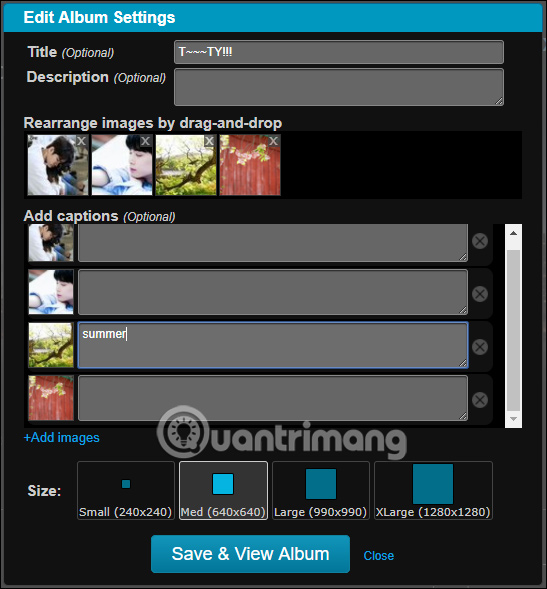 Edit Album Settings
Title (Optional)
T~~~TY!!!
Description (Optional)
Rearrange images by drag-and-drop
X X X X
Add captions (Optional)
summer
+Add images
Quantrimang
Size:
Small (240x240) Med (640x640) Large (990x990) XLarge (1280x1280)
Save & View Album Close